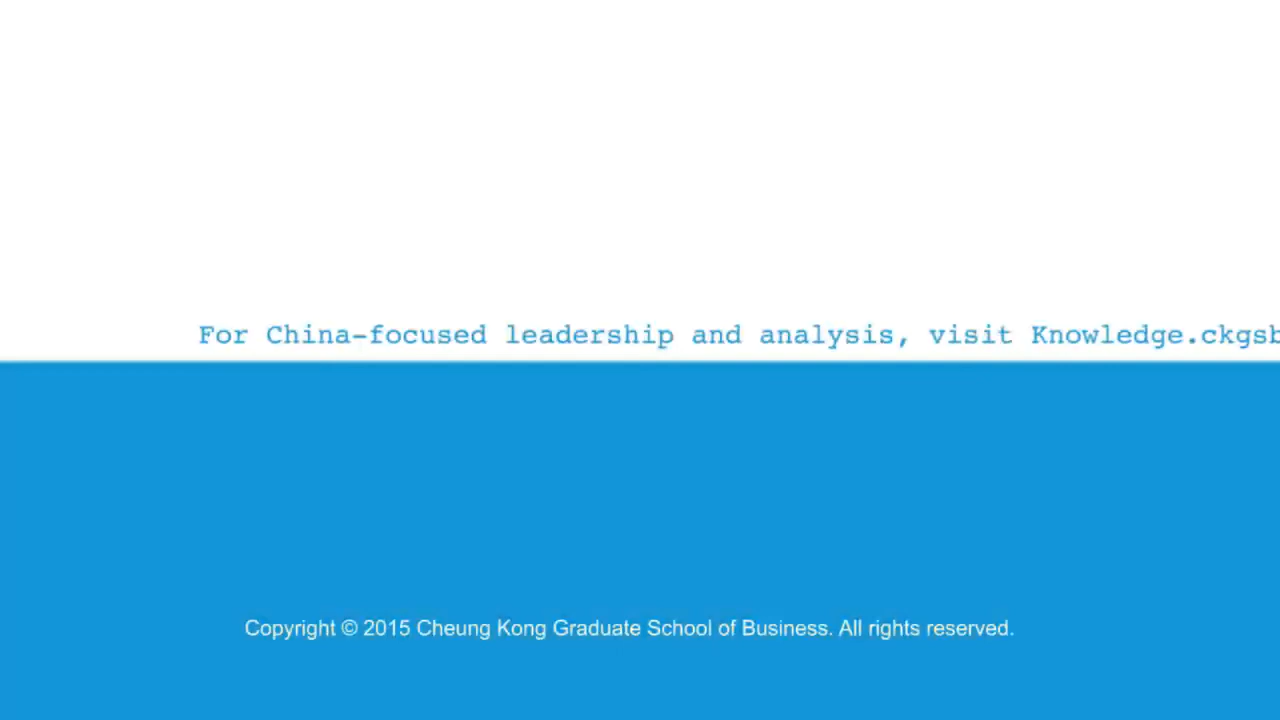 For China-focused leadership and analysis, visit Knowledge.ckgsb
Copyright © 2015 Cheung Kong Graduate School of Business. All rights reserved.